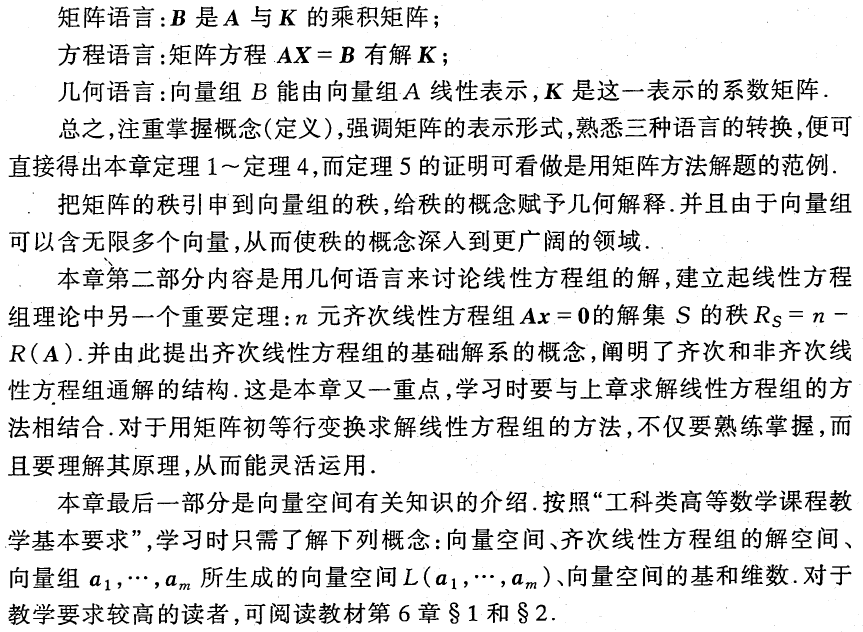 矩阵语言:B 是 A 与 K 的乘积矩阵;
方程语言:矩阵方程 AX = B 有解 K;
几何语言:向量组 B 能由向量组 A 线性表示,K 是这一表示的系数矩阵.
总之,注重掌握概念(定义),强调矩阵的表示形式,熟悉三种语言的转换,便可
直接得出本章定理 1～定理 4,而定理 5 的证明可看做是用矩阵方法解题的范例.
把矩阵的秩引申到向量组的秩,给秩的概念赋予几何解释.并且由于向量组
可以含无限多个向量,从而使秩的概念深入到更广阔的领域.
本章第二部分内容是用几何语言来讨论线性方程组的解,建立起线性方程
组理论中另一个重要定理:n 元齐次线性方程组 Ax = 0的解集 S 的秩 R_S = n −
R(A).并由此提出齐次线性方程组的基础解系的概念,阐明了齐次和非齐次线
性方程组通解的结构.这是本章又一重点,学习时要与上章求解线性方程组的方
法相结合.对于用矩阵初等行变换求解线性方程组的方法,不仅要熟练掌握,而
且要理解其原理,从而能灵活运用.
本章最后一部分是向量空间有关知识的介绍.按照“工科类高等数学课程教
学基本要求”,学习时只需了解下列概念:向量空间、齐次线性方程组的解空间、
向量组 a₁,⋯,aₘ 所生成的向量空间 L(a₁,⋯,aₘ)、向量空间的基和维数.对于
教学要求较高的读者,可阅读教材第 6 章 §1 和 §2.